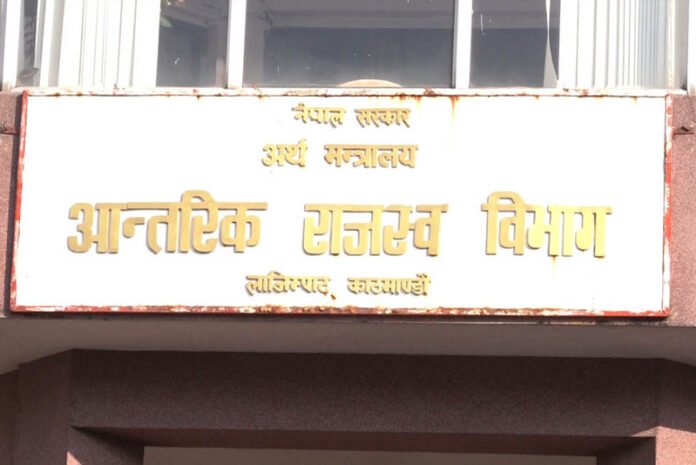 नेपाल सरकार
अर्थ मन्त्रालय
आन्तरिक राजस्व विभाग
लाजिम्पाट, काठमाण्डौ